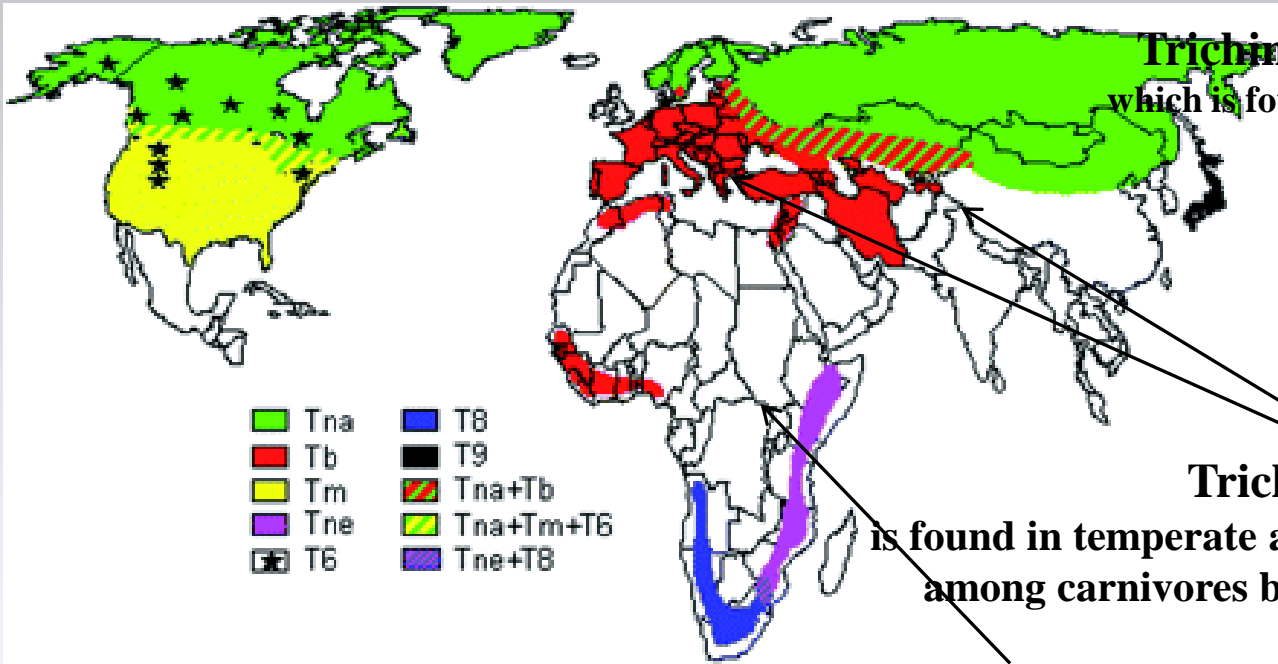 Trichin
which is fou
Tna
Tb
Tm
Tne
T6
T8
T9
Tna+Tb
Tna+Tm+T6
Tne+T8
Trich
is found in temperate a
among carnivores b